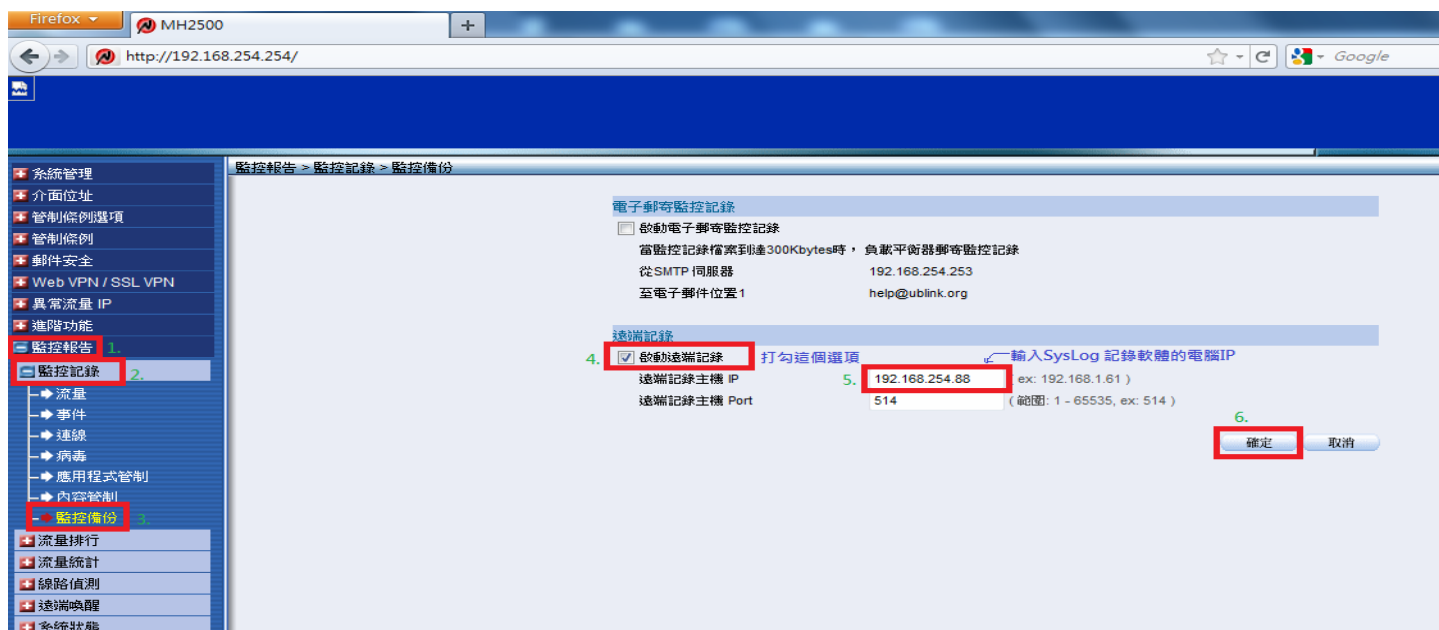 Firefox
MH2500
+
http://192.168.254.254/
Google
監控報告 > 監控記錄 > 監控備份
系統管理
介面位址
管制條例選項
管制條例
郵件安全
Web VPN / SSL VPN
異常流量 IP
進階功能
監控報告 1.
監控記錄 2.
流量
事件
連線
病毒
應用程式管制
內容管制
監控備份 3.
流量排行
流量統計
線路偵測
遠端喚醒
系統狀態
電子郵寄監控記錄
啟動電子郵寄監控記錄
當監控記錄檔案到達300Kbytes時, 負載平衡器郵寄監控記錄
從SMTP 伺服器 192.168.254.253
至電子郵件位置1 help@ublink.org
遠端記錄
4. 啟動遠端記錄 打勾這個選項 輸入SysLog 記錄軟體的電腦IP
遠端記錄主機 IP 5. 192.168.254.88 ( ex: 192.168.1.61 )
遠端記錄主機 Port 514 ( 範圍: 1 - 65535, ex: 514 )
6.
確定 取消